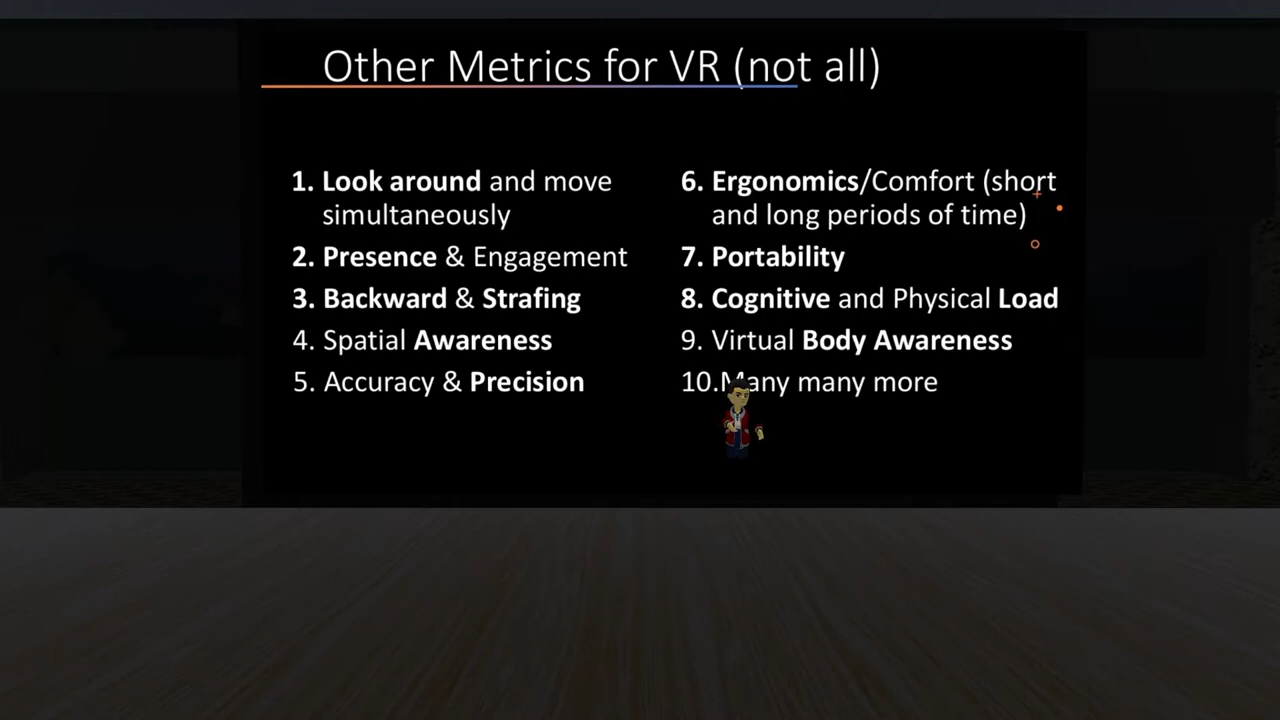 Other Metrics for VR (not all)
1. Look around and move
simultaneously
2. Presence & Engagement
3. Backward & Strafing
4. Spatial Awareness
5. Accuracy & Precision
6. Ergonomics/Comfort (short
and long periods of time)
7. Portability
8. Cognitive and Physical Load
9. Virtual Body Awareness
10.Many many more